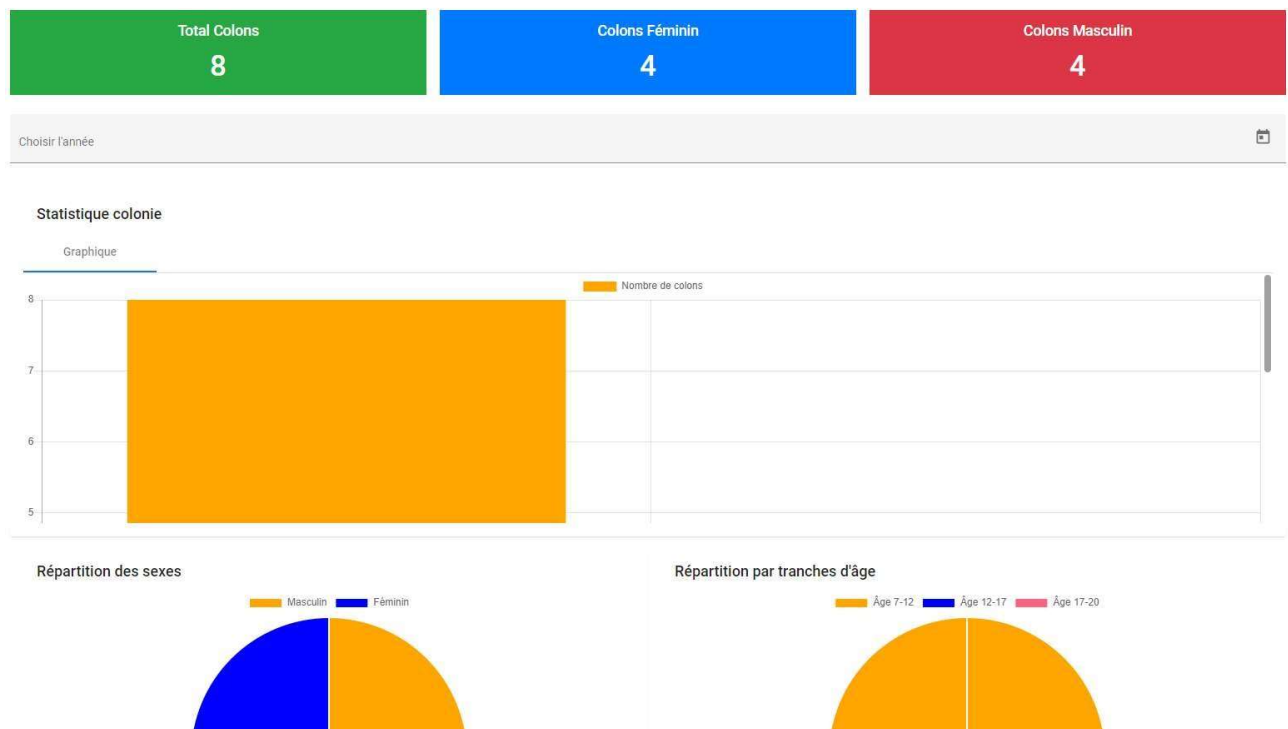 Total Colons
8
Colons Féminin
4
Colons Masculin
4
Choisir l'année
Statistique colonie
Graphique
Nombre de colons
8
7
6
5
Répartition des sexes
Masculin Féminin
Répartition par tranches d'âge
Âge 7-12 Âge 12-17 Âge 17-20